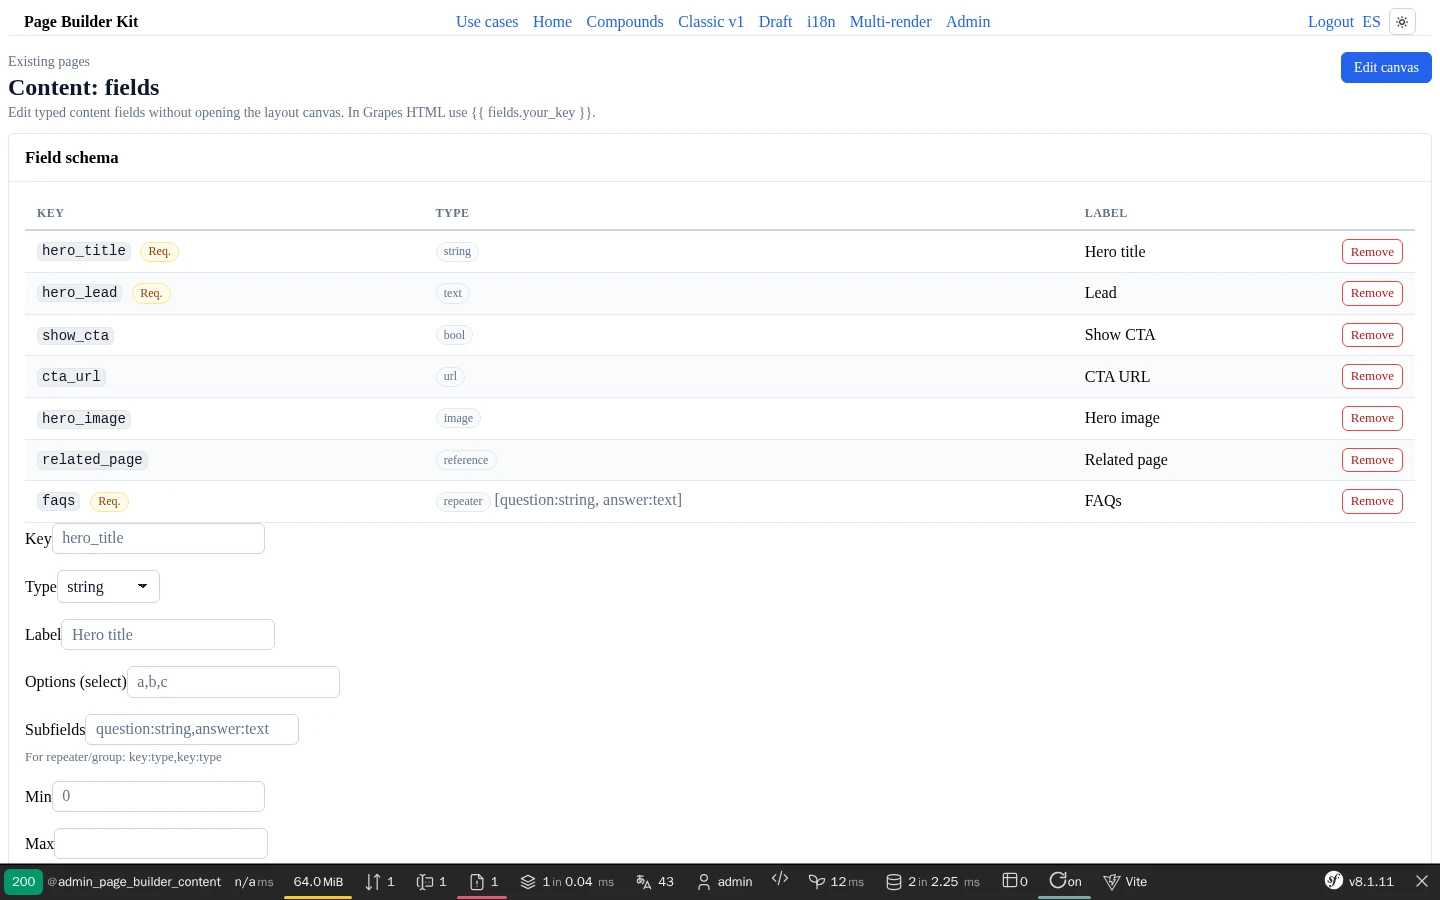 Page Builder Kit
Use cases Home Compounds Classic v1 Draft i18n Multi-render Admin
Logout ES
Existing pages
Content: fields
Edit canvas
Edit typed content fields without opening the layout canvas. In Grapes HTML use {{ fields.your_key }}.
Field schema
KEY TYPE LABEL
hero_title Req. string Hero title Remove
hero_lead Req. text Lead Remove
show_cta bool Show CTA Remove
cta_url url CTA URL Remove
hero_image image Hero image Remove
related_page reference Related page Remove
faqs Req. repeater [question:string, answer:text] FAQs Remove
Key hero_title
Type string
Label Hero title
Options (select) a,b,c
Subfields question:string,answer:text
For repeater/group: key:type,key:type
Min 0
Max
200 @admin_page_builder_content n/a ms 64.0 MiB 1 1 1 1 in 0.04 ms 43 admin 12 ms 2 in 2.25 ms 0 on Vite sf v8.1.11